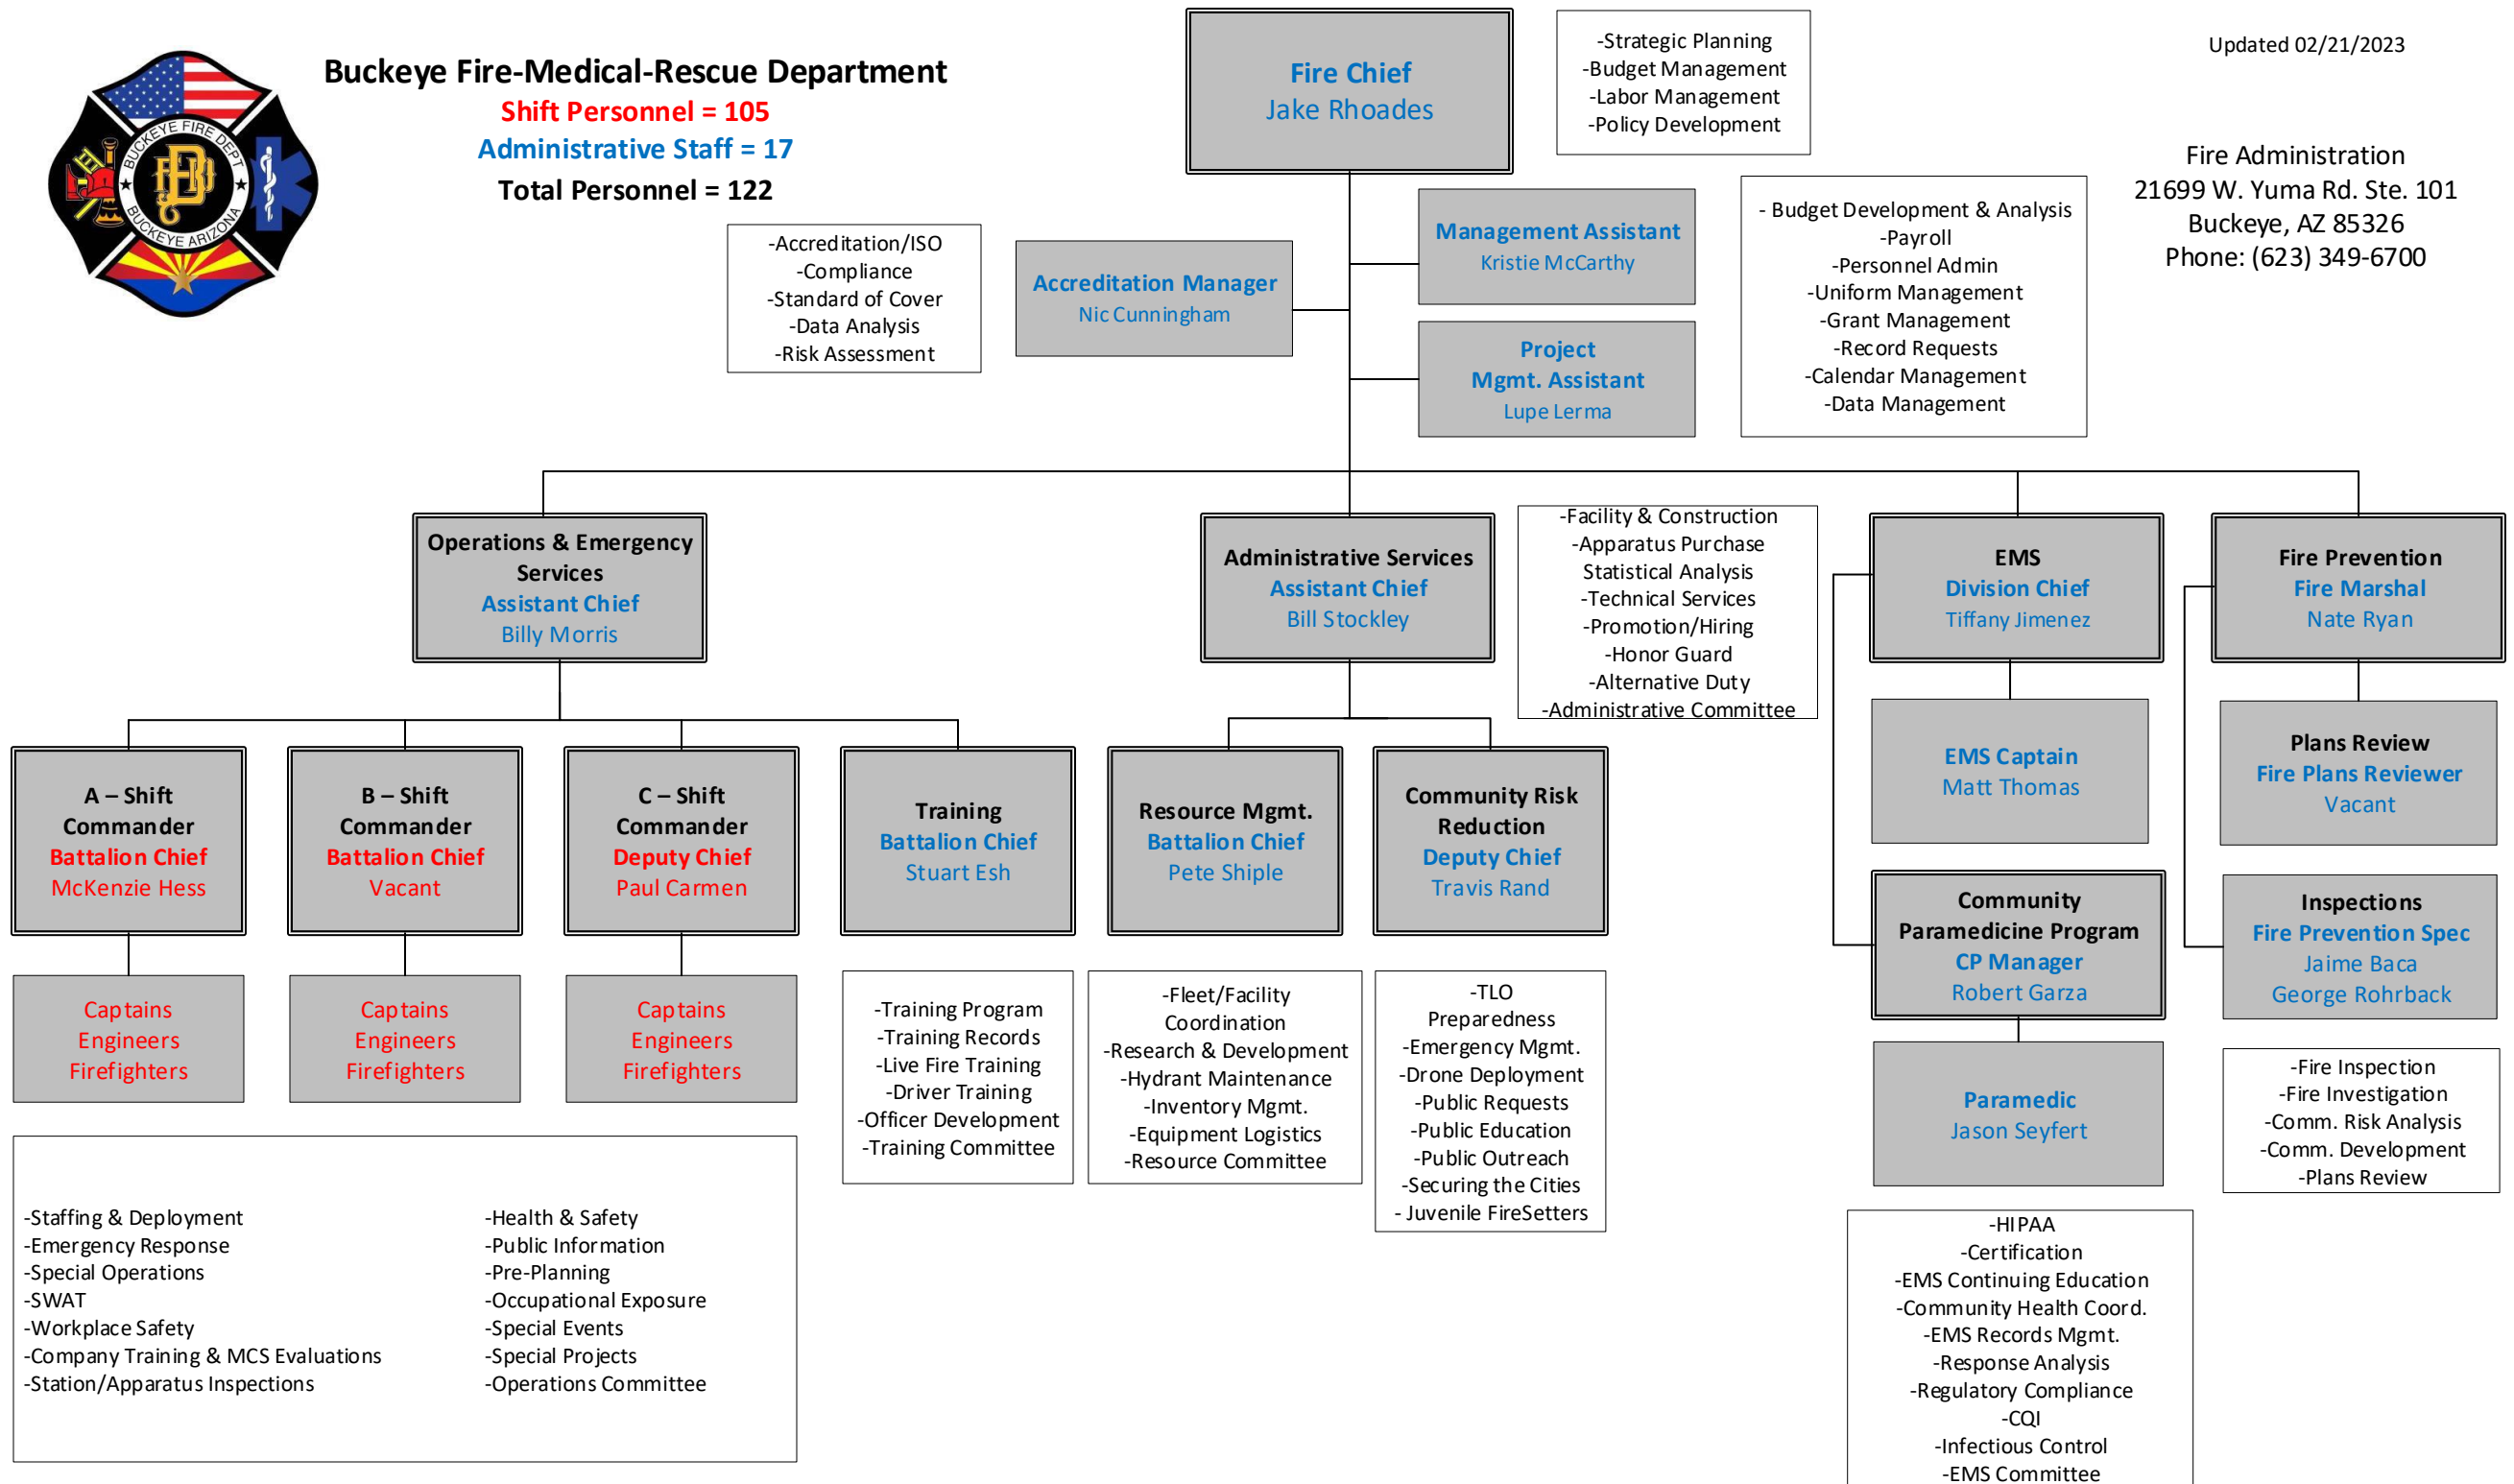 Buckeye Fire-Medical-Rescue Department
Shift Personnel = 105
Administrative Staff = 17
Total Personnel = 122
BUCKEYE FIRE DEPT
BUCKEYE ARIZONA
Fire Chief
Jake Rhoades
-Strategic Planning
-Budget Management
-Labor Management
-Policy Development
Updated 02/21/2023
Fire Administration
21699 W. Yuma Rd. Ste. 101
Buckeye, AZ 85326
Phone: (623) 349-6700
-Accreditation/ISO
-Compliance
-Standard of Cover
-Data Analysis
-Risk Assessment
Accreditation Manager
Nic Cunningham
Management Assistant
Kristie McCarthy
Project
Mgmt. Assistant
Lupe Lerma
- Budget Development & Analysis
-Payroll
-Personnel Admin
-Uniform Management
-Grant Management
-Record Requests
-Calendar Management
-Data Management
Operations & Emergency
Services
Assistant Chief
Billy Morris
Administrative Services
Assistant Chief
Bill Stockley
-Facility & Construction
-Apparatus Purchase
Statistical Analysis
-Technical Services
-Promotion/Hiring
-Honor Guard
-Alternative Duty
-Administrative Committee
EMS
Division Chief
Tiffany Jimenez
Fire Prevention
Fire Marshal
Nate Ryan
A – Shift
Commander
Battalion Chief
McKenzie Hess
B – Shift
Commander
Battalion Chief
Vacant
C – Shift
Commander
Deputy Chief
Paul Carmen
Training
Battalion Chief
Stuart Esh
Resource Mgmt.
Battalion Chief
Pete Shiple
Community Risk
Reduction
Deputy Chief
Travis Rand
EMS Captain
Matt Thomas
Plans Review
Fire Plans Reviewer
Vacant
Community
Paramedicine Program
CP Manager
Robert Garza
Inspections
Fire Prevention Spec
Jaime Baca
George Rohrback
Captains
Engineers
Firefighters
Captains
Engineers
Firefighters
Captains
Engineers
Firefighters
-Training Program
-Training Records
-Live Fire Training
-Driver Training
-Officer Development
-Training Committee
-Fleet/Facility
Coordination
-Research & Development
-Hydrant Maintenance
-Inventory Mgmt.
-Equipment Logistics
-Resource Committee
-TLO
Preparedness
-Emergency Mgmt.
-Drone Deployment
-Public Requests
-Public Education
-Public Outreach
-Securing the Cities
- Juvenile FireSetters
Paramedic
Jason Seyfert
-Fire Inspection
-Fire Investigation
-Comm. Risk Analysis
-Comm. Development
-Plans Review
-Staffing & Deployment
-Emergency Response
-Special Operations
-SWAT
-Workplace Safety
-Company Training & MCS Evaluations
-Station/Apparatus Inspections
-Health & Safety
-Public Information
-Pre-Planning
-Occupational Exposure
-Special Events
-Special Projects
-Operations Committee
-HIPAA
-Certification
-EMS Continuing Education
-Community Health Coord.
-EMS Records Mgmt.
-Response Analysis
-Regulatory Compliance
-CQI
-Infectious Control
-EMS Committee